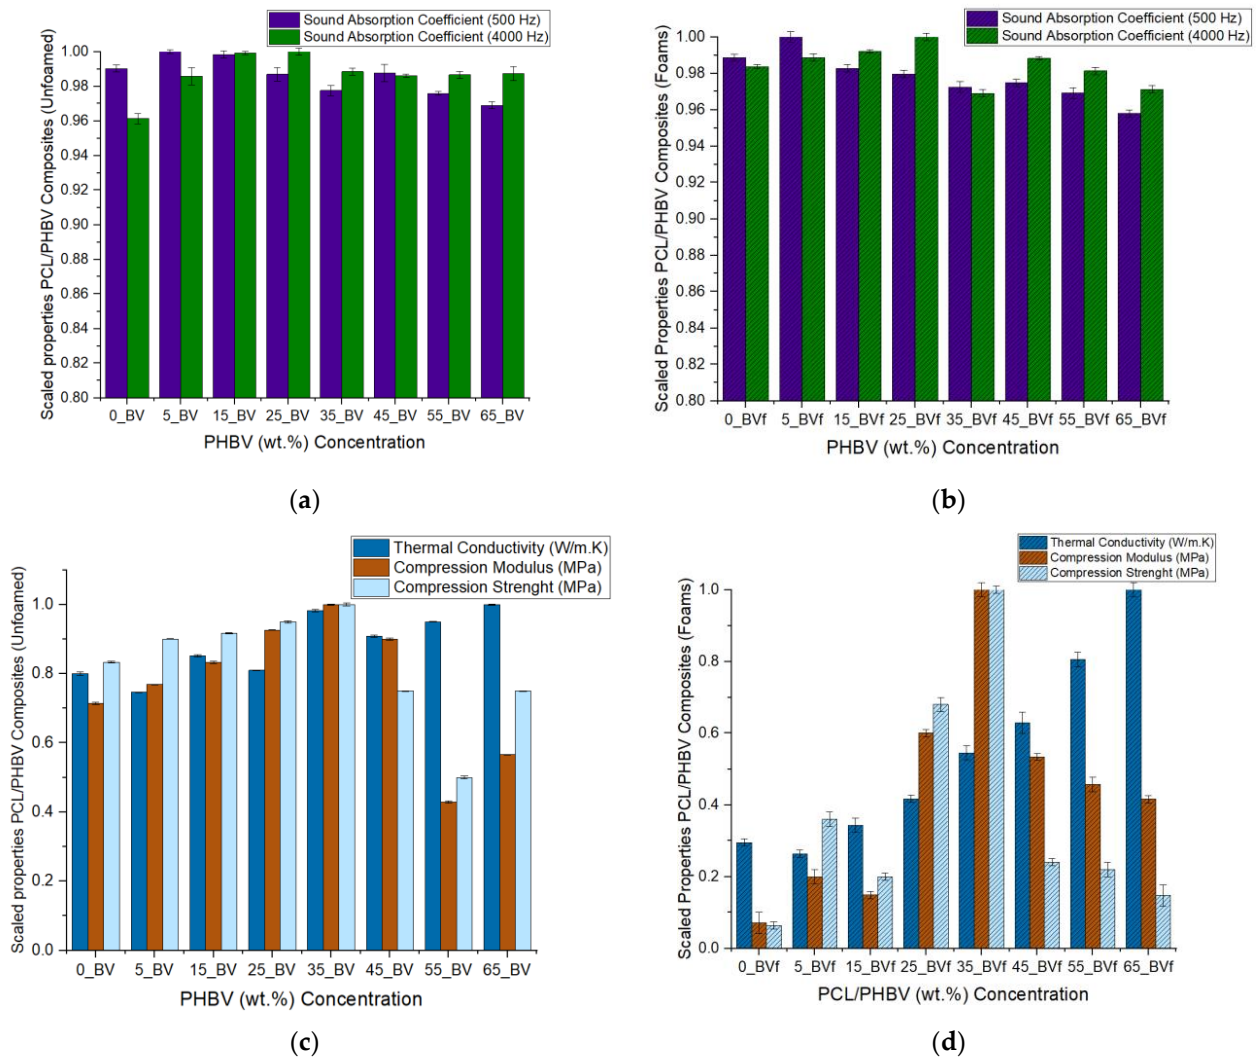 Sound Absorption Coefficient (500 Hz)
Sound Absorption Coefficient (4000 Hz)
Scaled properties PCL/PHBV Composites (Unfoamed)
1.00
0.98
0.96
0.94
0.92
0.90
0.88
0.86
0.84
0.82
0.80
0_BV 5_BV 15_BV 25_BV 35_BV 45_BV 55_BV 65_BV
PHBV (wt.%) Concentration
(a)
Sound Absorption Coefficient (500 Hz)
Sound Absorption Coefficient (4000 Hz)
Scaled Properties PCL/PHBV Composites (Foams)
1.00
0.98
0.96
0.94
0.92
0.90
0.88
0.86
0.84
0.82
0.80
0_BVf 5_BVf 15_BVf 25_BVf 35_BVf 45_BVf 55_BVf 65_BVf
PHBV (wt.%) Concentration
(b)
Thermal Conductivity (W/m.K)
Compression Modulus (MPa)
Compression Strenght (MPa)
Scaled properties PCL/PHBV Composites (Unfoamed)
1.0
0.8
0.6
0.4
0.2
0.0
0_BV 5_BV 15_BV 25_BV 35_BV 45_BV 55_BV 65_BV
PHBV (wt.%) Concentration
(c)
Thermal Conductivity (W/m.K)
Compression Modulus (MPa)
Compression Strenght (MPa)
Scaled Properties PCL/PHBV Composites (Foams)
1.0
0.8
0.6
0.4
0.2
0.0
0_BVf 5_BVf 15_BVf 25_BVf 35_BVf 45_BVf 55_BVf 65_BVf
PCL/PHBV (wt.%) Concentration
(d)